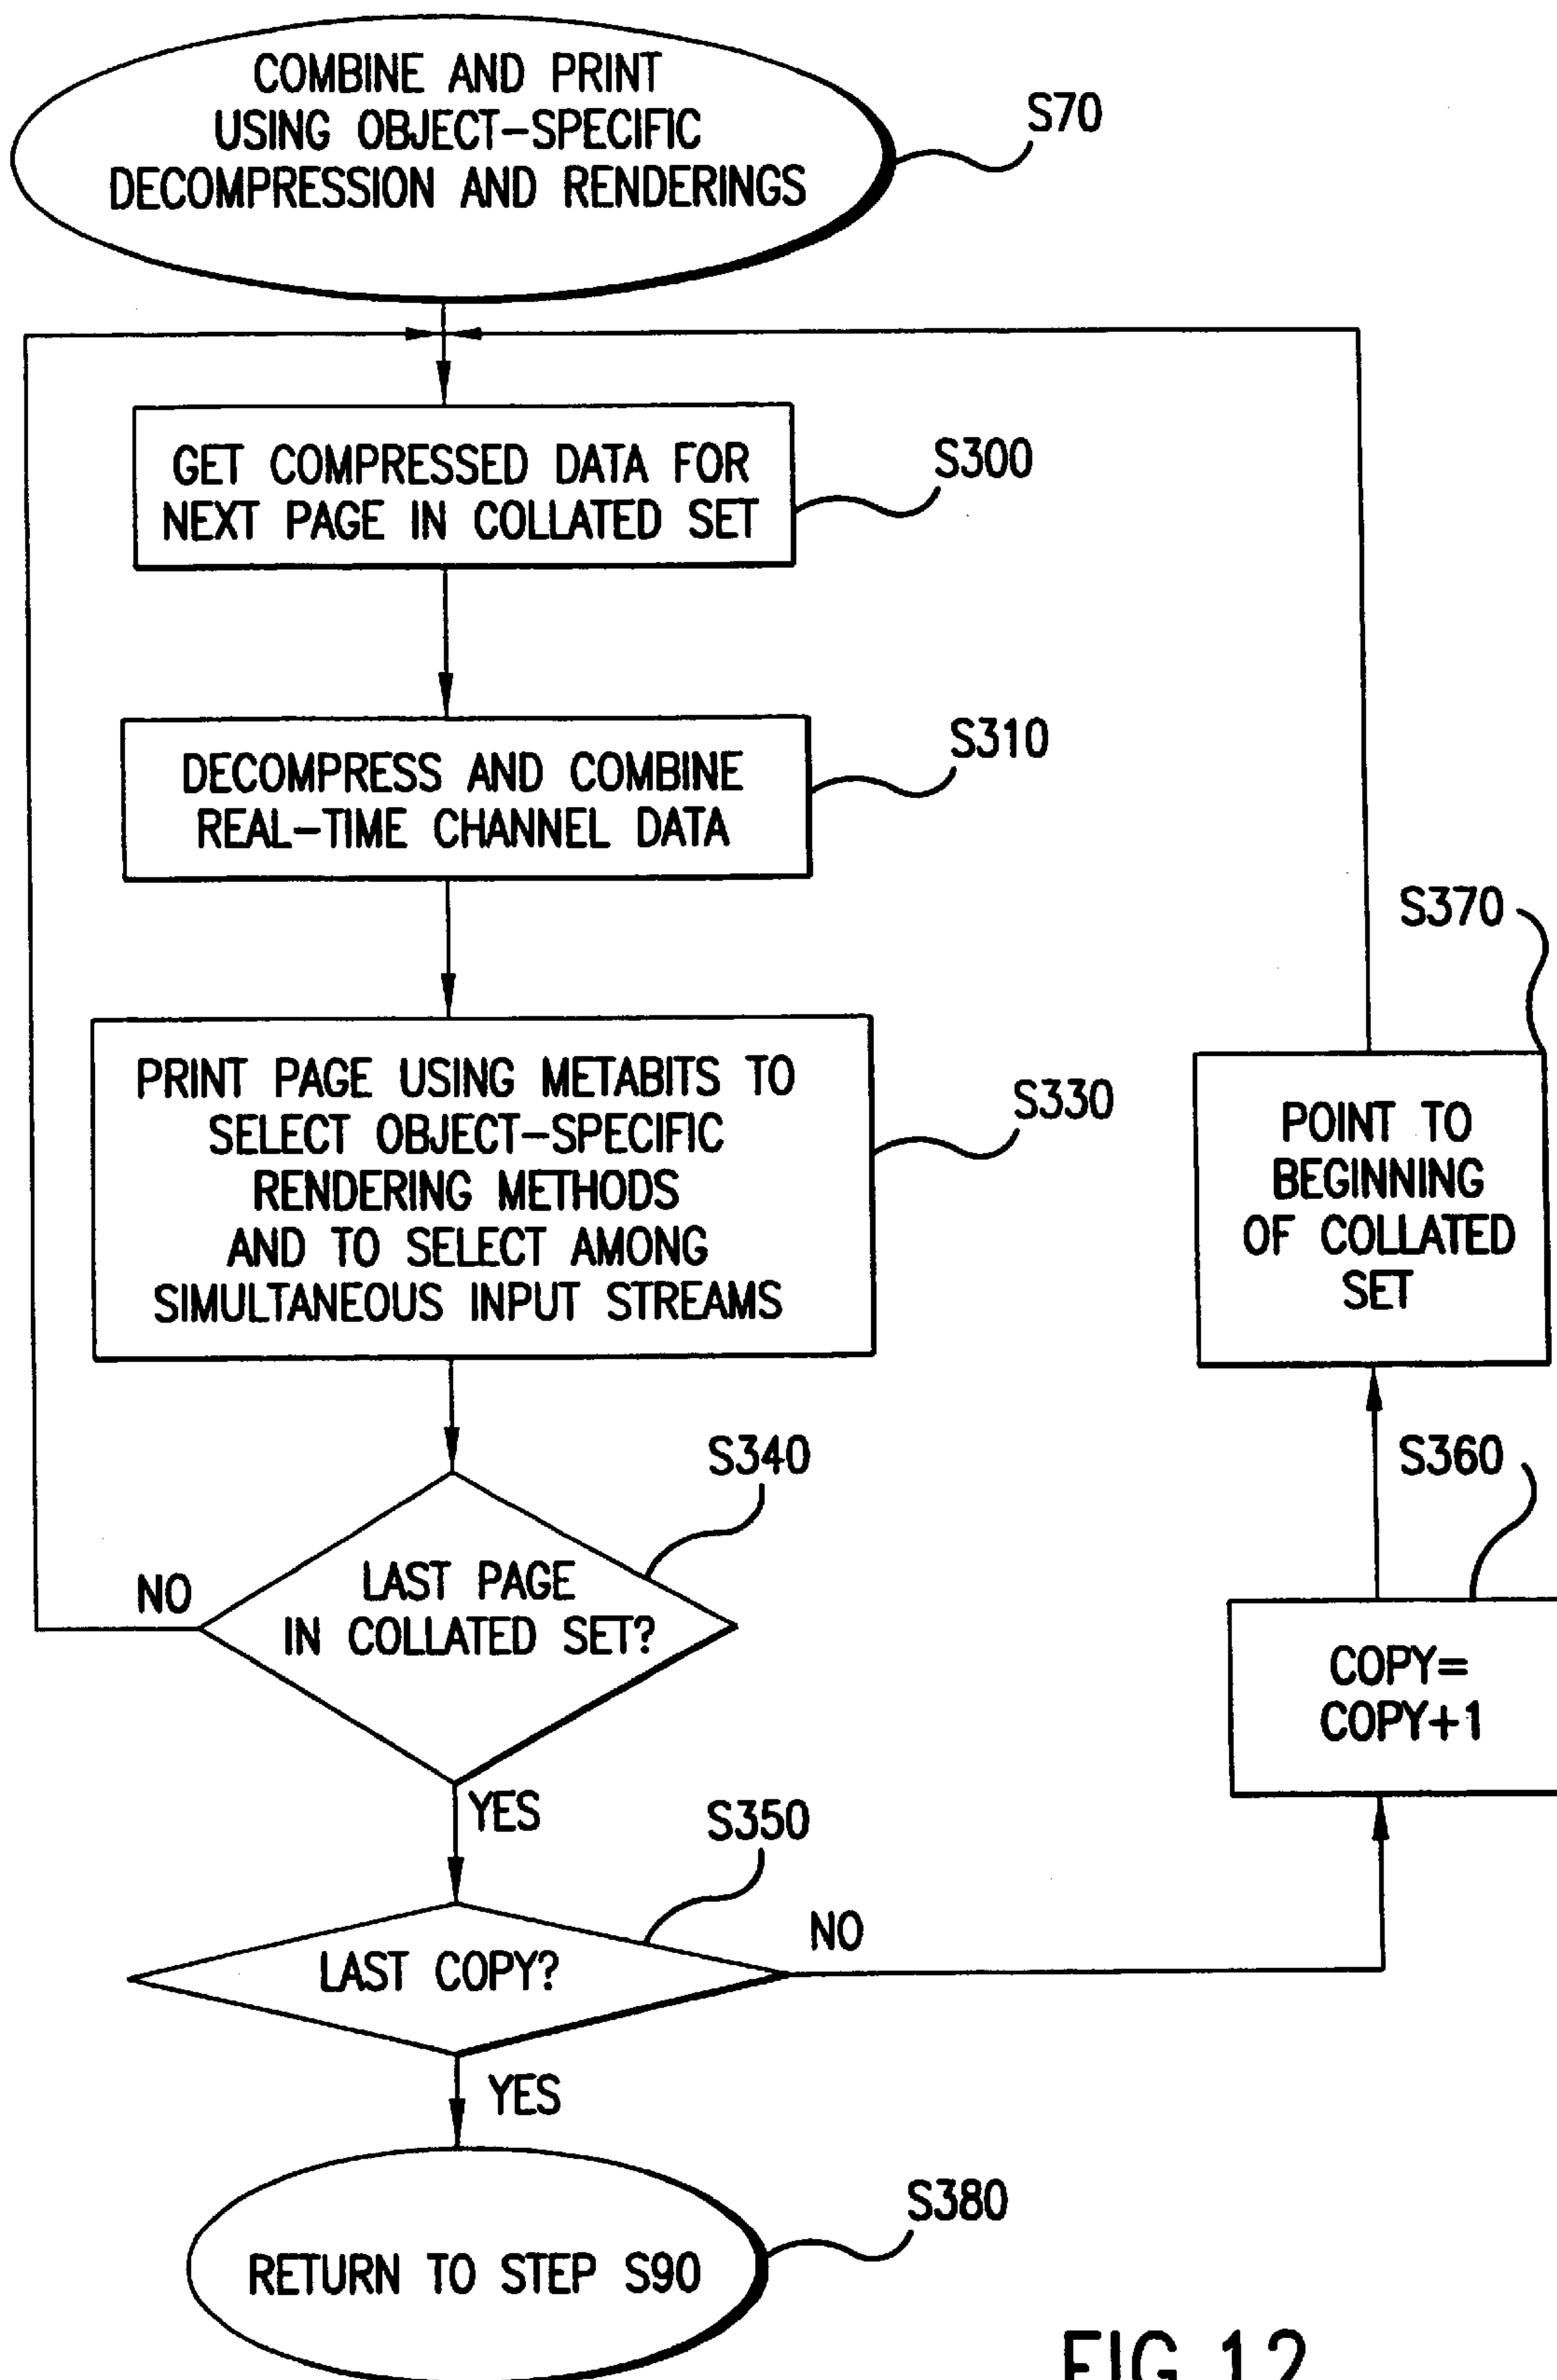 COMBINE AND PRINT
USING OBJECT-SPECIFIC
DECOMPRESSION AND RENDERINGS
S70
GET COMPRESSED DATA FOR
NEXT PAGE IN COLLATED SET
S300
DECOMPRESS AND COMBINE
REAL-TIME CHANNEL DATA
S310
PRINT PAGE USING METABITS TO
SELECT OBJECT-SPECIFIC
RENDERING METHODS
AND TO SELECT AMONG
SIMULTANEOUS INPUT STREAMS
S330
S370
POINT TO
BEGINNING
OF COLLATED
SET
S340
LAST PAGE
IN COLLATED SET?
NO
YES
S360
COPY=
COPY+1
S350
LAST COPY?
NO
YES
S380
RETURN TO STEP S90
FIG.12